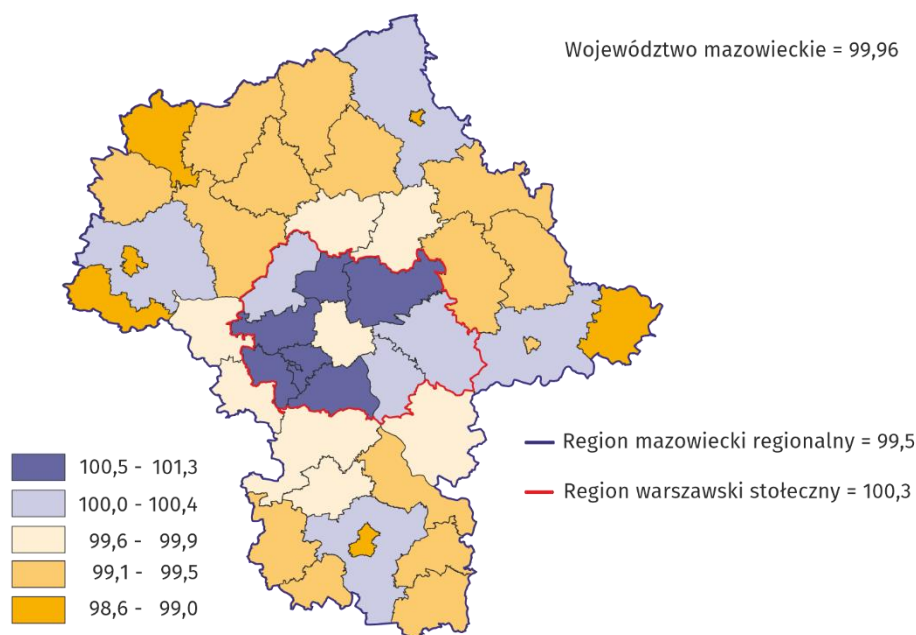 Województwo mazowieckie = 99,96
Region mazowiecki regionalny = 99,5
Region warszawski stołeczny = 100,3
100,5 - 101,3
100,0 - 100,4
99,6 - 99,9
99,1 - 99,5
98,6 - 99,0